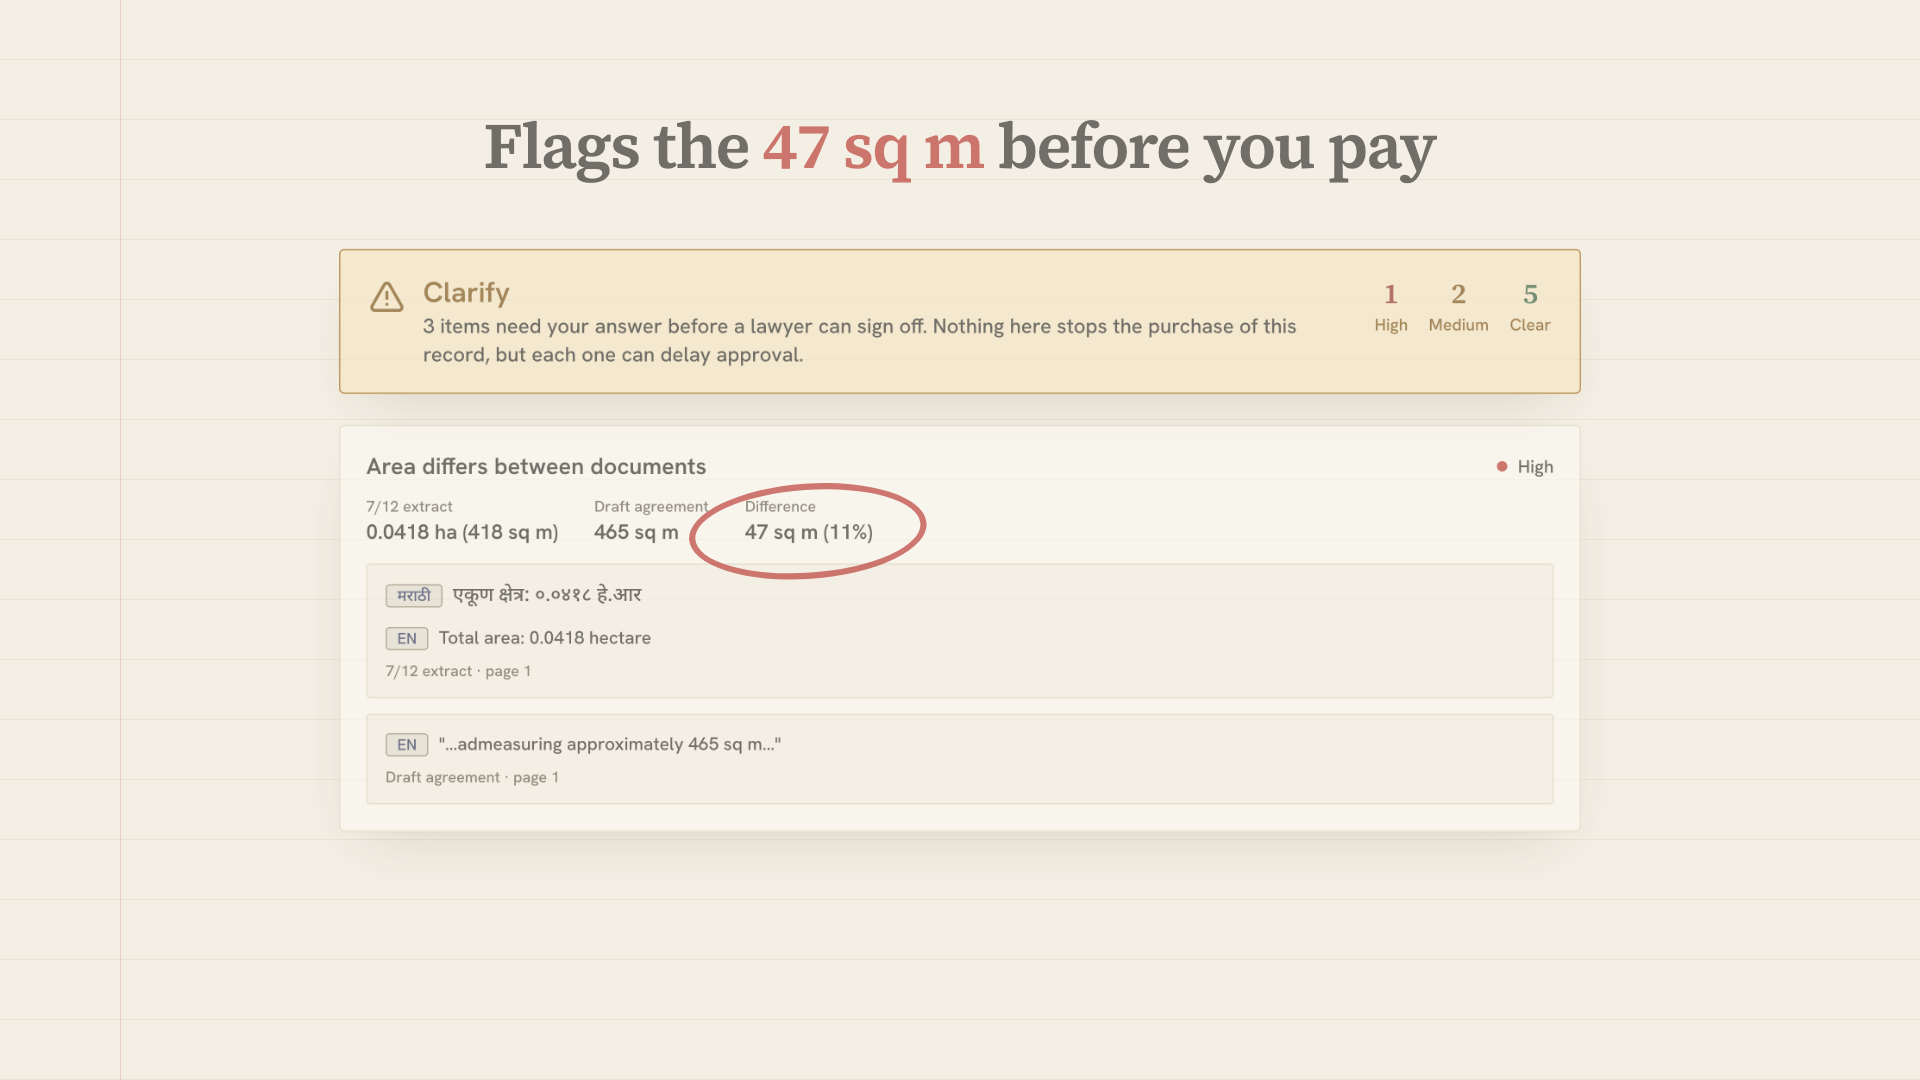 Flags the 47 sq m before you pay
Clarify
3 items need your answer before a lawyer can sign off. Nothing here stops the purchase of this
record, but each one can delay approval.
1 2 5
High Medium Clear
Area differs between documents
High
7/12 extract Draft agreement Difference
0.0418 ha (418 sq m) 465 sq m 47 sq m (11%)
मराठी एकूण क्षेत्र: ०.०४१८ हे.आर
EN Total area: 0.0418 hectare
7/12 extract · page 1
EN "...admeasuring approximately 465 sq m..."
Draft agreement · page 1